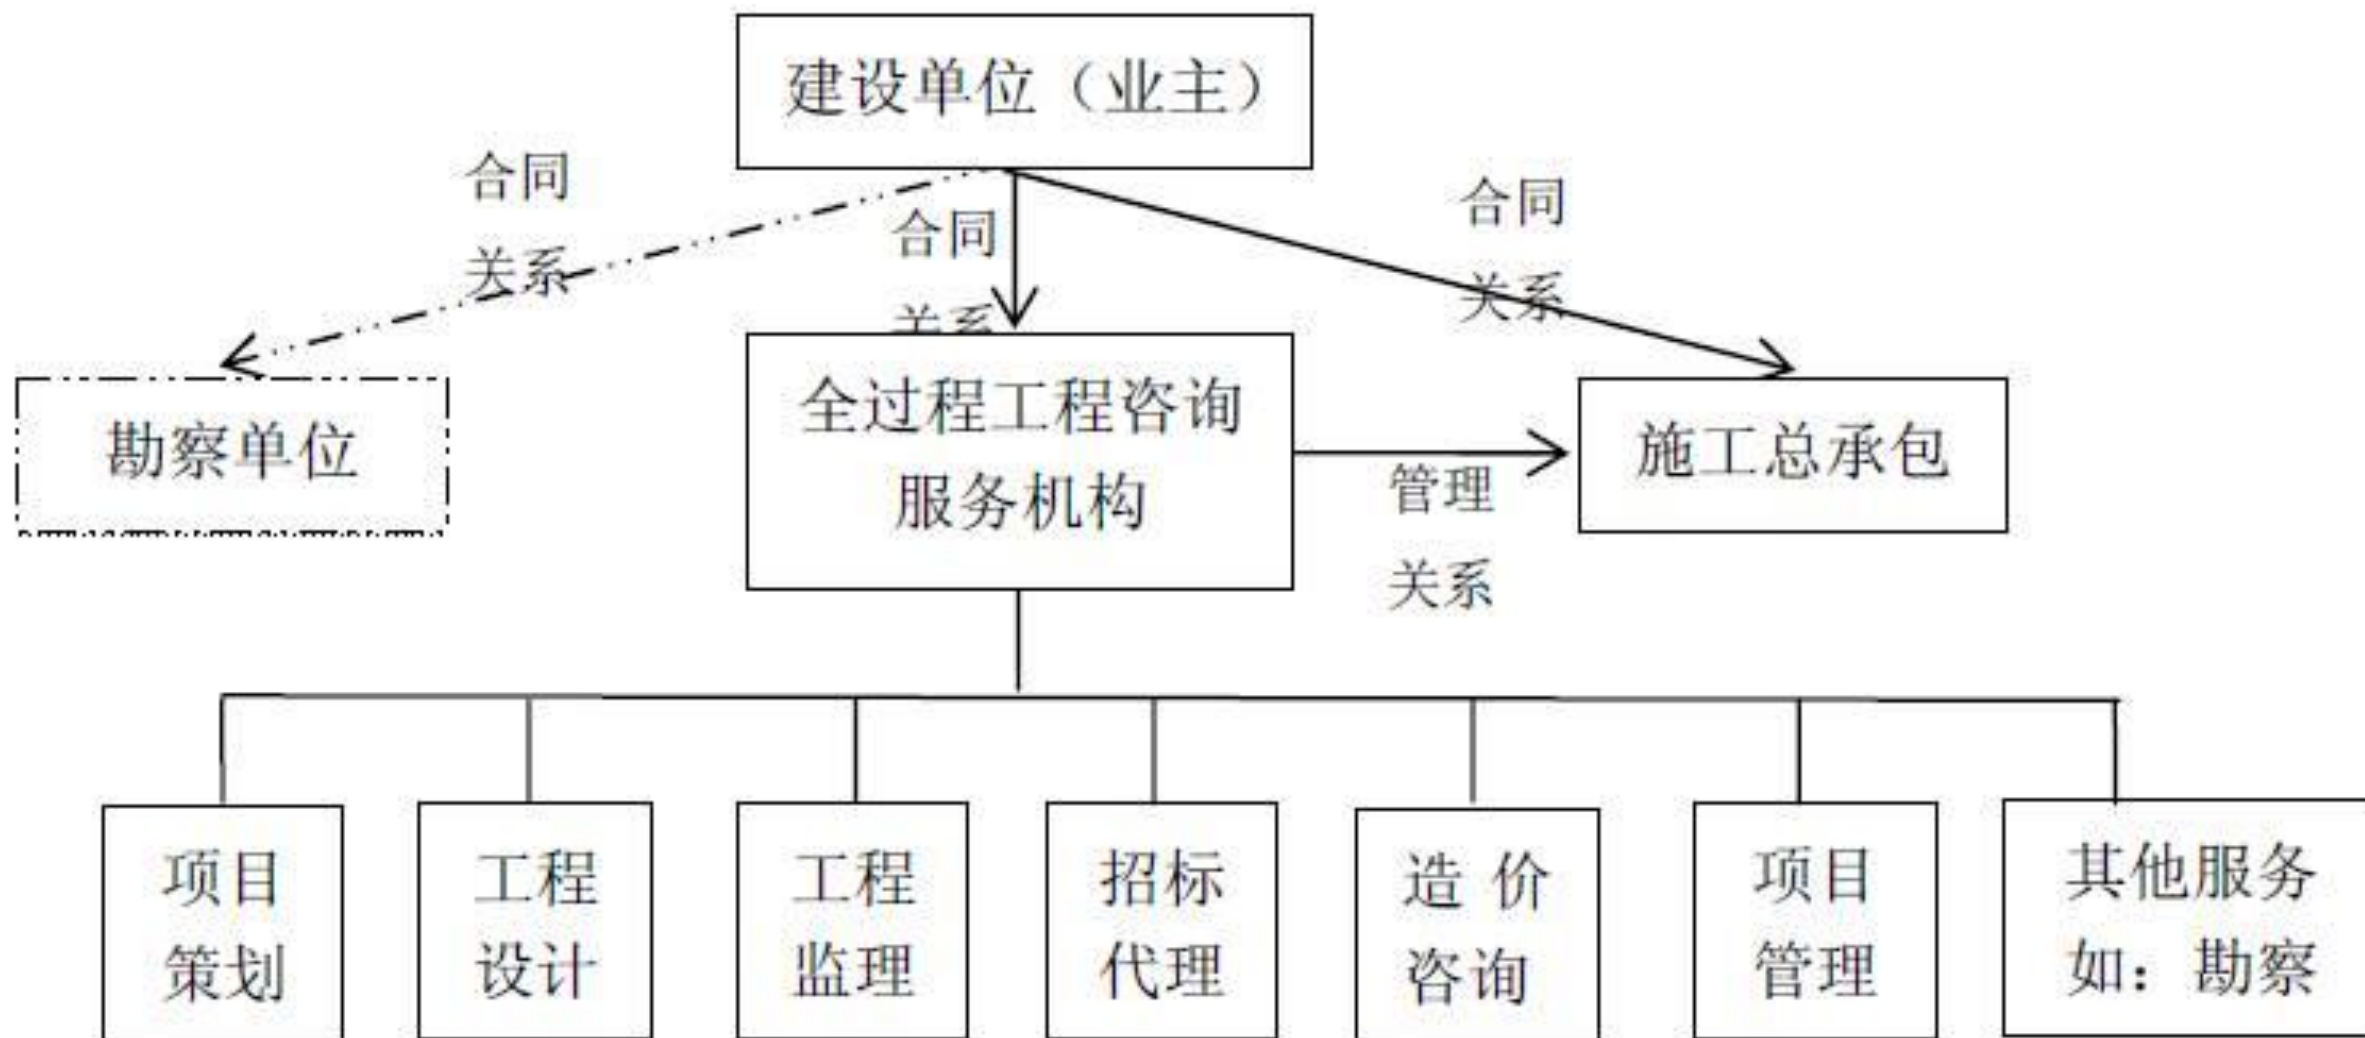 建设单位（业主）
合同
关系
合同
关系
合同
关系
勘察单位
全过程工程咨询
服务机构
管理
关系
施工总承包
项目
策划
工程
设计
工程
监理
招标
代理
造 价
咨询
项目
管理
其他服务
如：勘察